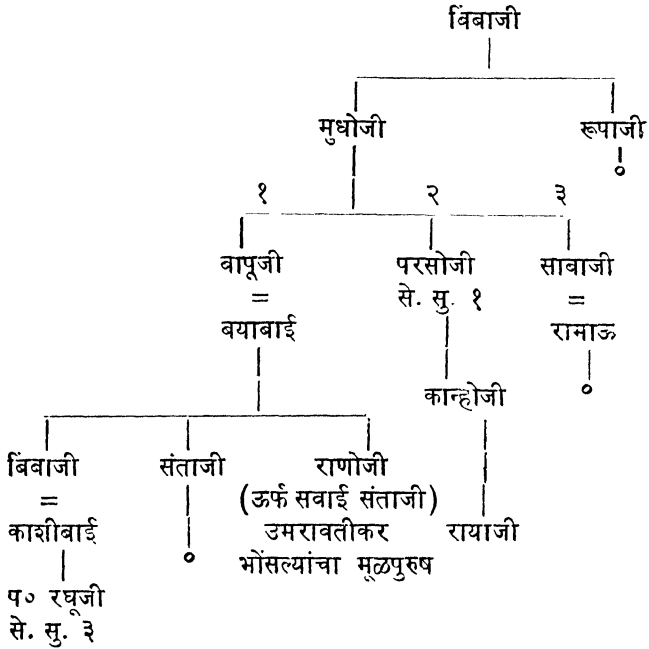 विंबाजी
मुधोजी रूपाजी
१ २ ३
वापूजी परसोजी सावाजी
= से. सु. १ =
बयाबाई रामाऊ
कान्होजी
बिंवाजी संताजी राणोजी
= (ऊर्फ सवाई संताजी)
काशीबाई उमरावतीकर रायाजी
भोंसल्यांचा मूळपुरुष
प० रघूजी
से. सु. ३